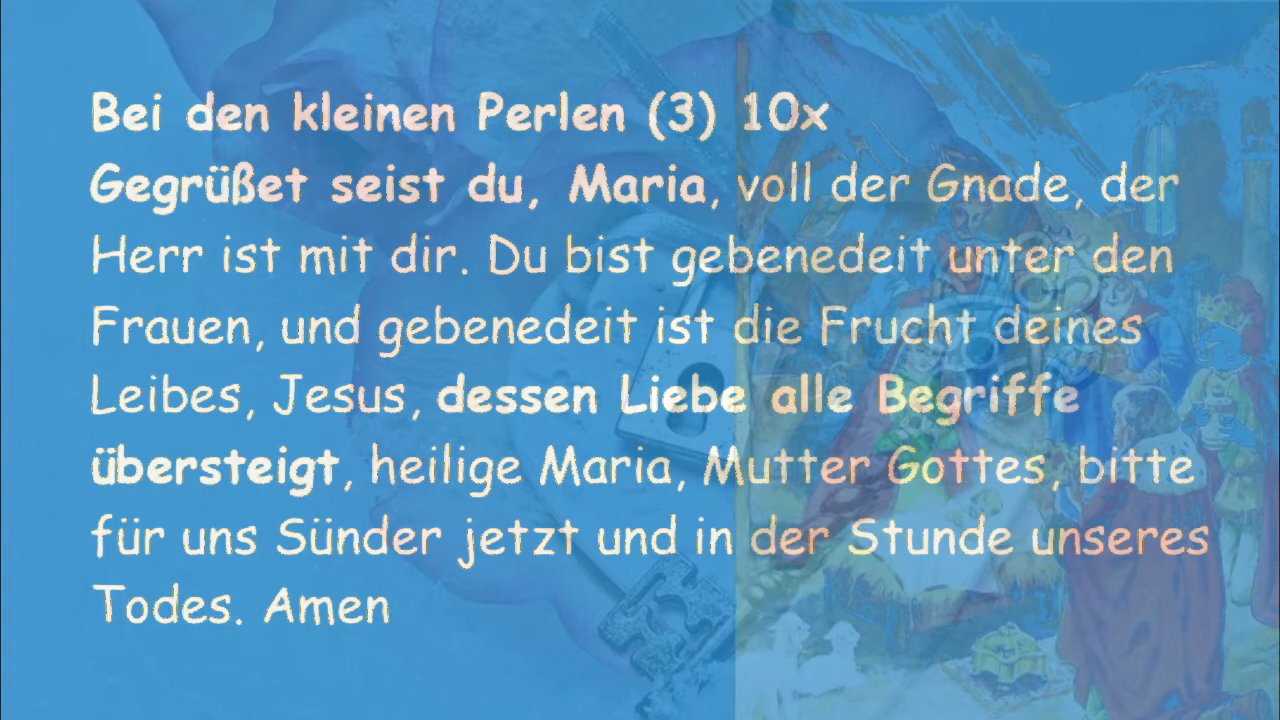 Bei den kleinen Perlen (3) 10x
Gegrüßet seist du, Maria, voll der Gnade, der
Herr ist mit dir. Du bist gebenedeit unter den
Frauen, und gebenedeit ist die Frucht deines
Leibes, Jesus, dessen Liebe alle Begriffe
übersteigt, heilige Maria, Mutter Gottes, bitte
für uns Sünder jetzt und in der Stunde unseres
Todes. Amen